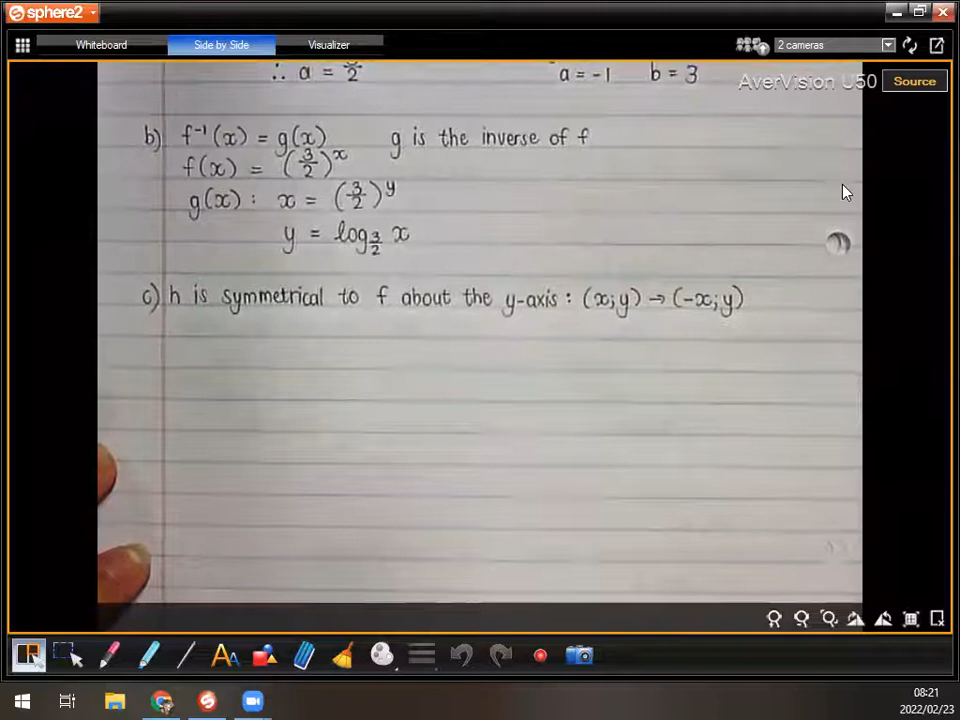 sphere2
Whiteboard
Side by Side
Visualizer
2 cameras
AverVision U50
Source
∴ a = 3/2
a = -1 b = 3
b) f⁻¹(x) = g(x) g is the inverse of f
f(x) = (3/2)ˣ
g(x) : x = (3/2)ʸ
y = log_{3/2} x
c) h is symmetrical to f about the y-axis : (x;y) → (-x;y)
08:21
2022/02/23